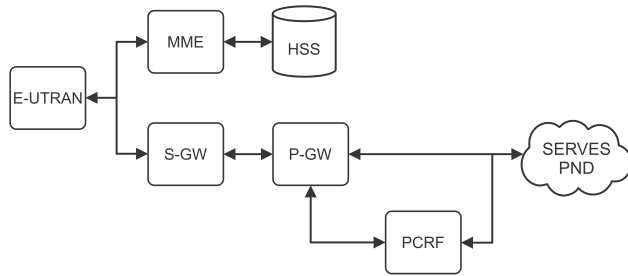 MME
HSS
E-UTRAN
S-GW
P-GW
SERVES
PND
PCRF